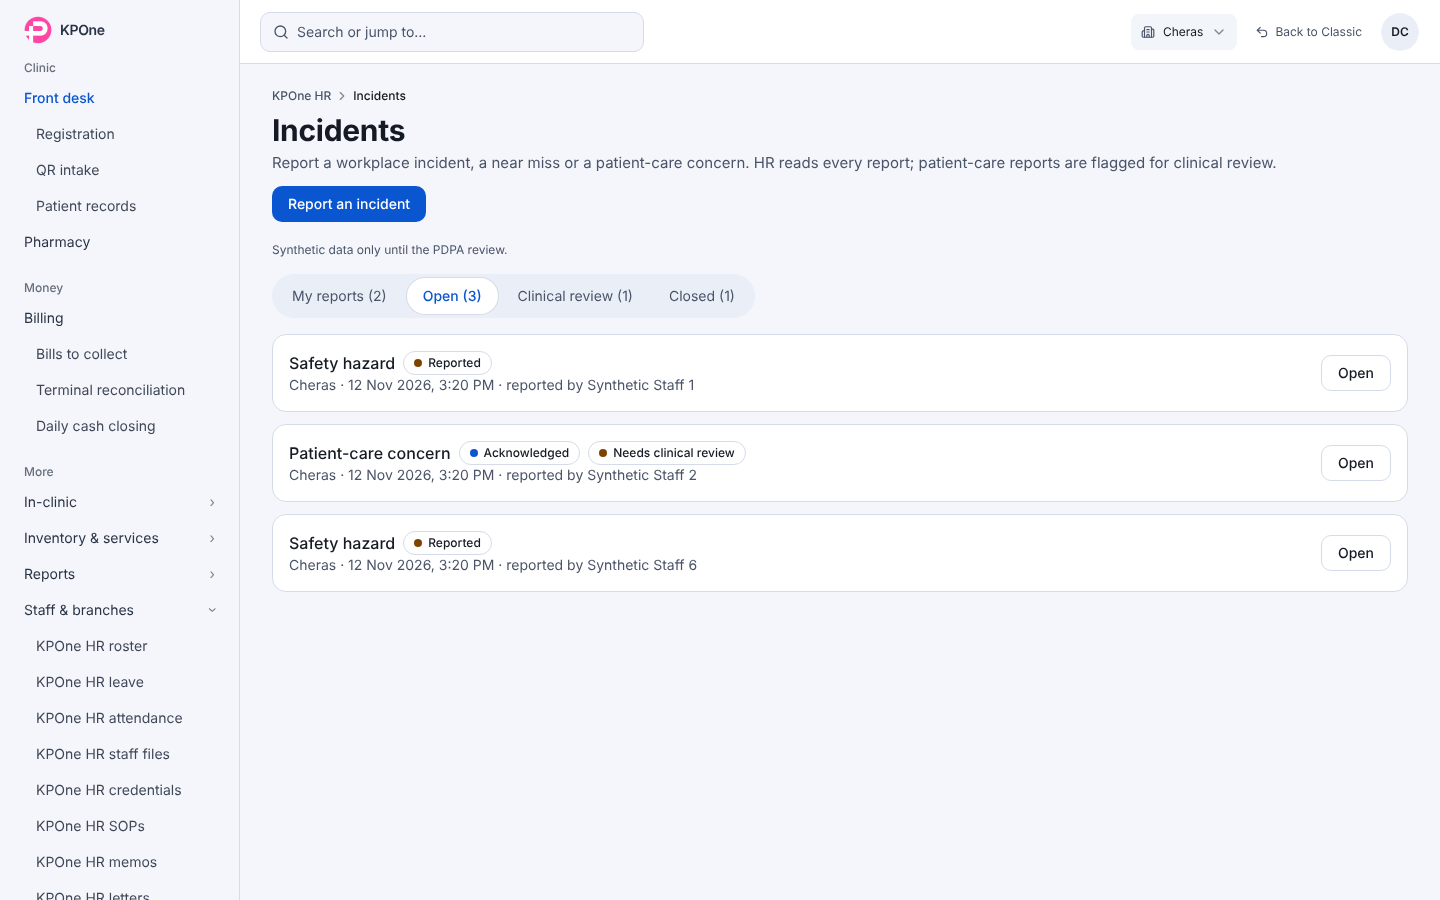 KPOne
Search or jump to...
Cheras
Back to Classic
DC
Clinic
Front desk
Registration
QR intake
Patient records
Pharmacy
Money
Billing
Bills to collect
Terminal reconciliation
Daily cash closing
More
In-clinic
Inventory & services
Reports
Staff & branches
KPOne HR roster
KPOne HR leave
KPOne HR attendance
KPOne HR staff files
KPOne HR credentials
KPOne HR SOPs
KPOne HR memos
KPOne HR letters
KPOne HR > Incidents
Incidents
Report a workplace incident, a near miss or a patient-care concern. HR reads every report; patient-care reports are flagged for clinical review.
Report an incident
Synthetic data only until the PDPA review.
My reports (2) Open (3) Clinical review (1) Closed (1)
Safety hazard Reported
Cheras · 12 Nov 2026, 3:20 PM · reported by Synthetic Staff 1
Open
Patient-care concern Acknowledged Needs clinical review
Cheras · 12 Nov 2026, 3:20 PM · reported by Synthetic Staff 2
Open
Safety hazard Reported
Cheras · 12 Nov 2026, 3:20 PM · reported by Synthetic Staff 6
Open